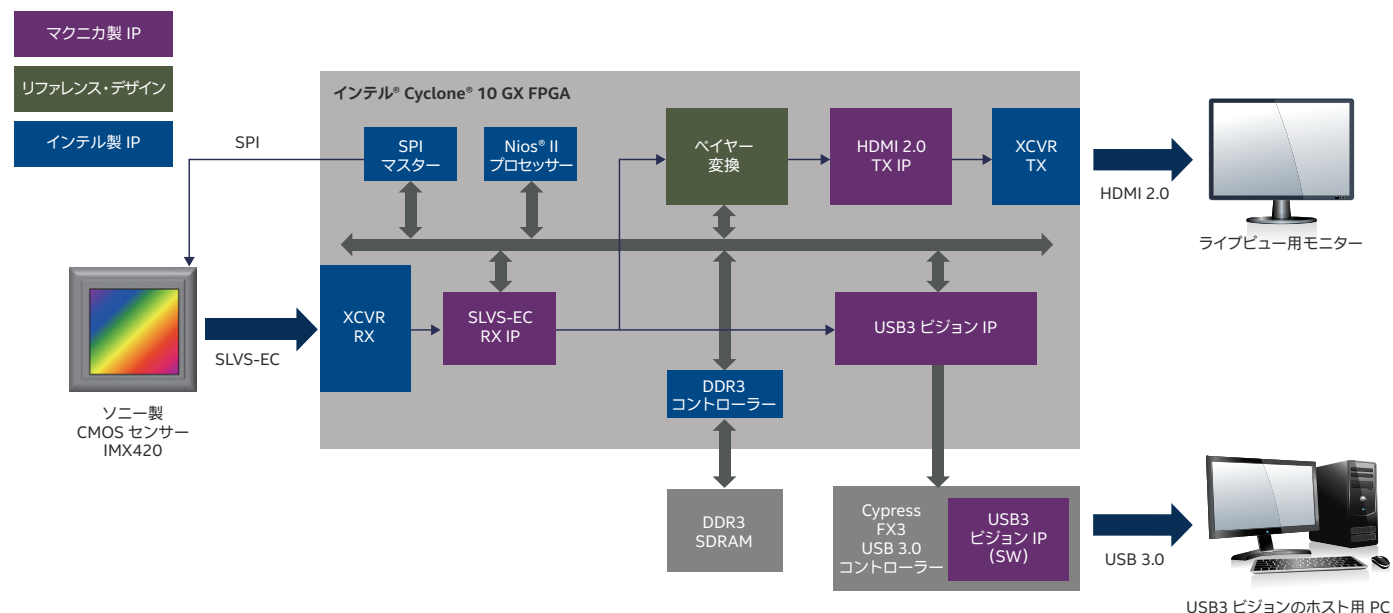 マクニカ製 IP
リファレンス・デザイン
インテル製 IP
インテル® Cyclone® 10 GX FPGA
SPI
SPI
マスター
Nios® II
プロセッサー
ベイヤー
変換
HDMI 2.0
TX IP
XCVR
TX
HDMI 2.0
ライブビュー用モニター
XCVR
RX
SLVS-EC
RX IP
USB3 ビジョン IP
SLVS-EC
DDR3
コントローラー
ソニー製
CMOS センサー
IMX420
DDR3
SDRAM
Cypress
FX3
USB 3.0
コントローラー
USB3
ビジョン IP
(SW)
USB 3.0
USB3 ビジョンのホスト用 PC